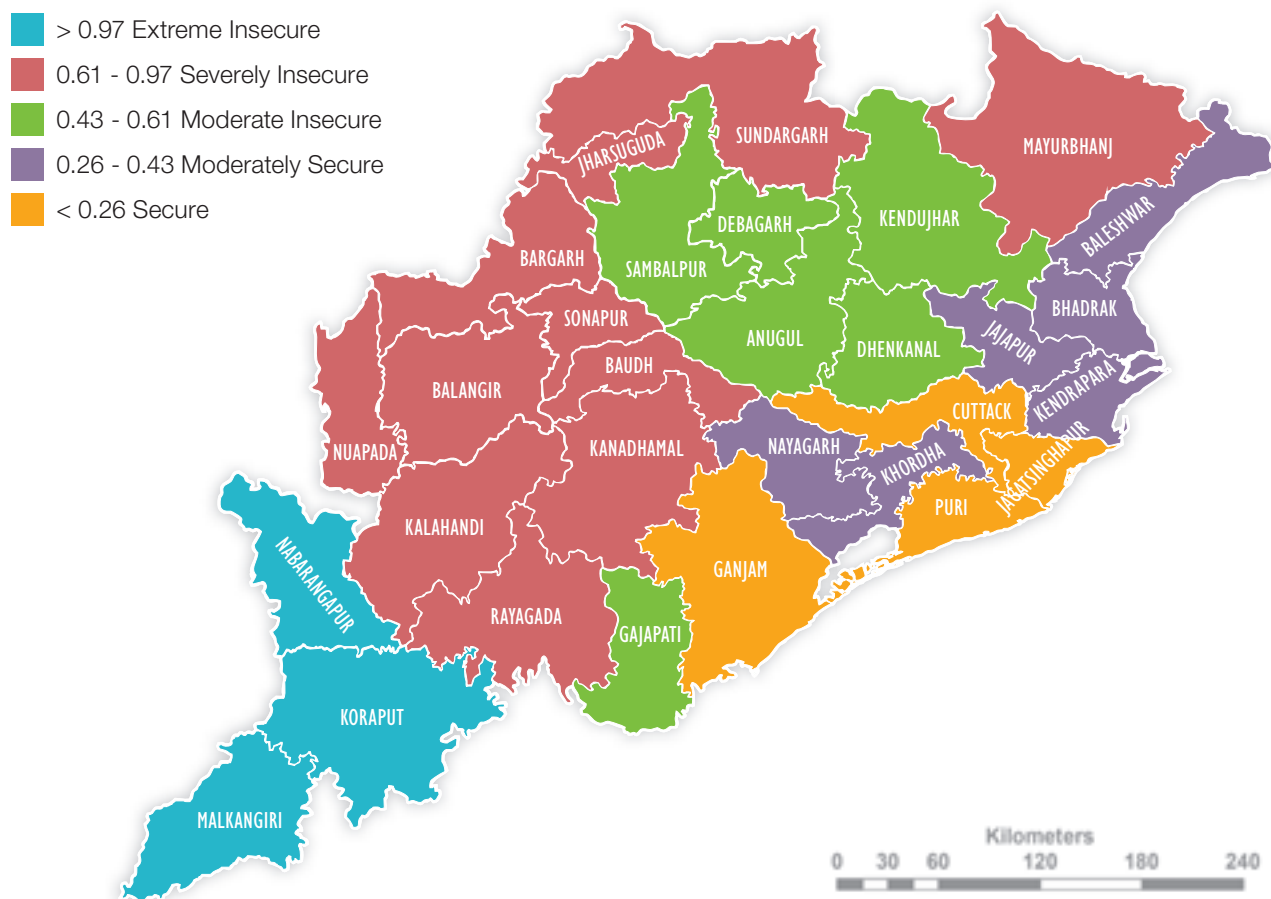 > 0.97 Extreme Insecure
0.61 - 0.97 Severely Insecure
0.43 - 0.61 Moderate Insecure
0.26 - 0.43 Moderately Secure
< 0.26 Secure
SUNDARGARH
JHARSUGUDA
MAYURBHANJ
DEBAGARH
KENDUJHAR
BALESHWAR
BARGARH
SAMBALPUR
SONAPUR
BHADRAK
ANUGUL
JAJAPUR
DHENKANAL
BAUDH
BALANGIR
KENDRAPARA
CUTTACK
NUAPADA
KANADHAMAL
NAYAGARH
KHORDHA
JAGATSINGHAPUR
PURI
KALAHANDI
GANJAM
NABARANGAPUR
RAYAGADA
GAJAPATI
KORAPUT
MALKANGIRI
Kilometers
0 30 60 120 180 240